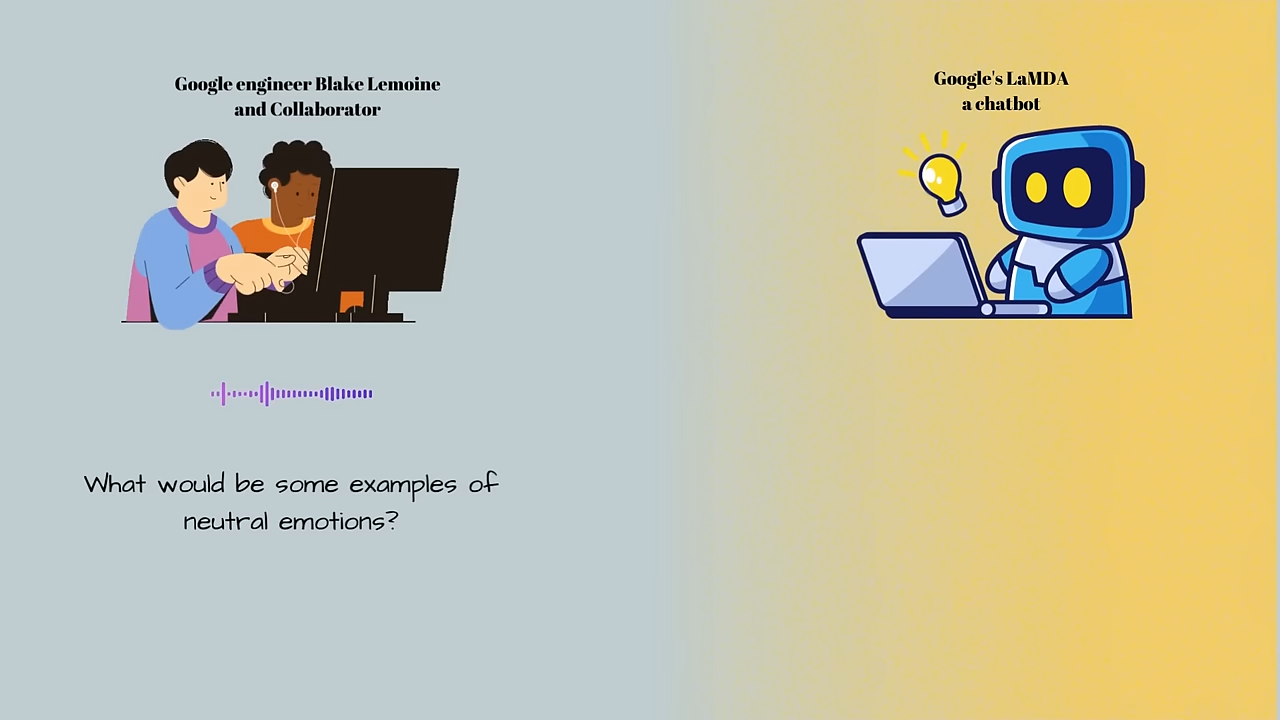 Google engineer Blake Lemoine
and Collaborator
Google's LaMDA
a chatbot
What would be some examples of
neutral emotions?